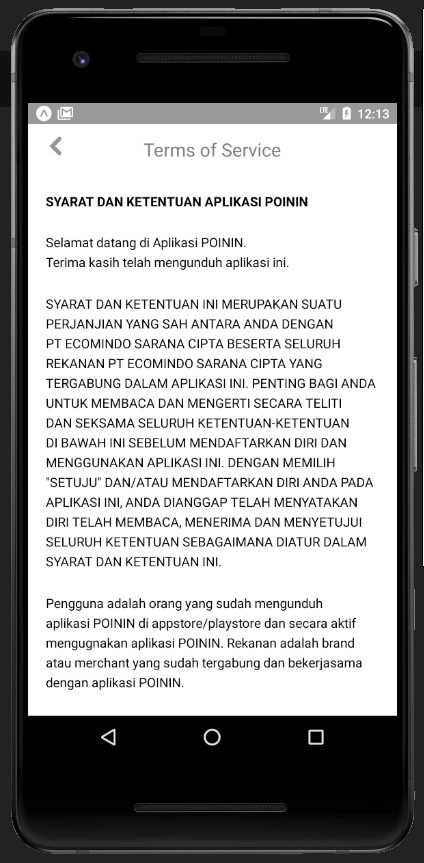 LTE 12:13
Terms of Service
SYARAT DAN KETENTUAN APLIKASI POININ
Selamat datang di Aplikasi POININ.
Terima kasih telah mengunduh aplikasi ini.
SYARAT DAN KETENTUAN INI MERUPAKAN SUATU
PERJANJIAN YANG SAH ANTARA ANDA DENGAN
PT ECOMINDO SARANA CIPTA BESERTA SELURUH
REKANAN PT ECOMINDO SARANA CIPTA YANG
TERGABUNG DALAM APLIKASI INI. PENTING BAGI ANDA
UNTUK MEMBACA DAN MENGERTI SECARA TELITI
DAN SEKSAMA SELURUH KETENTUAN-KETENTUAN
DI BAWAH INI SEBELUM MENDAFTARKAN DIRI DAN
MENGGUNAKAN APLIKASI INI. DENGAN MEMILIH
"SETUJU" DAN/ATAU MENDAFTARKAN DIRI ANDA PADA
APLIKASI INI, ANDA DIANGGAP TELAH MENYATAKAN
DIRI TELAH MEMBACA, MENERIMA DAN MENYETUJUI
SELURUH KETENTUAN SEBAGAIMANA DIATUR DALAM
SYARAT DAN KETENTUAN INI.
Pengguna adalah orang yang sudah mengunduh
aplikasi POININ di appstore/playstore dan secara aktif
mengugnakan aplikasi POININ. Rekanan adalah brand
atau merchant yang sudah tergabung dan bekerjasama
dengan aplikasi POININ.